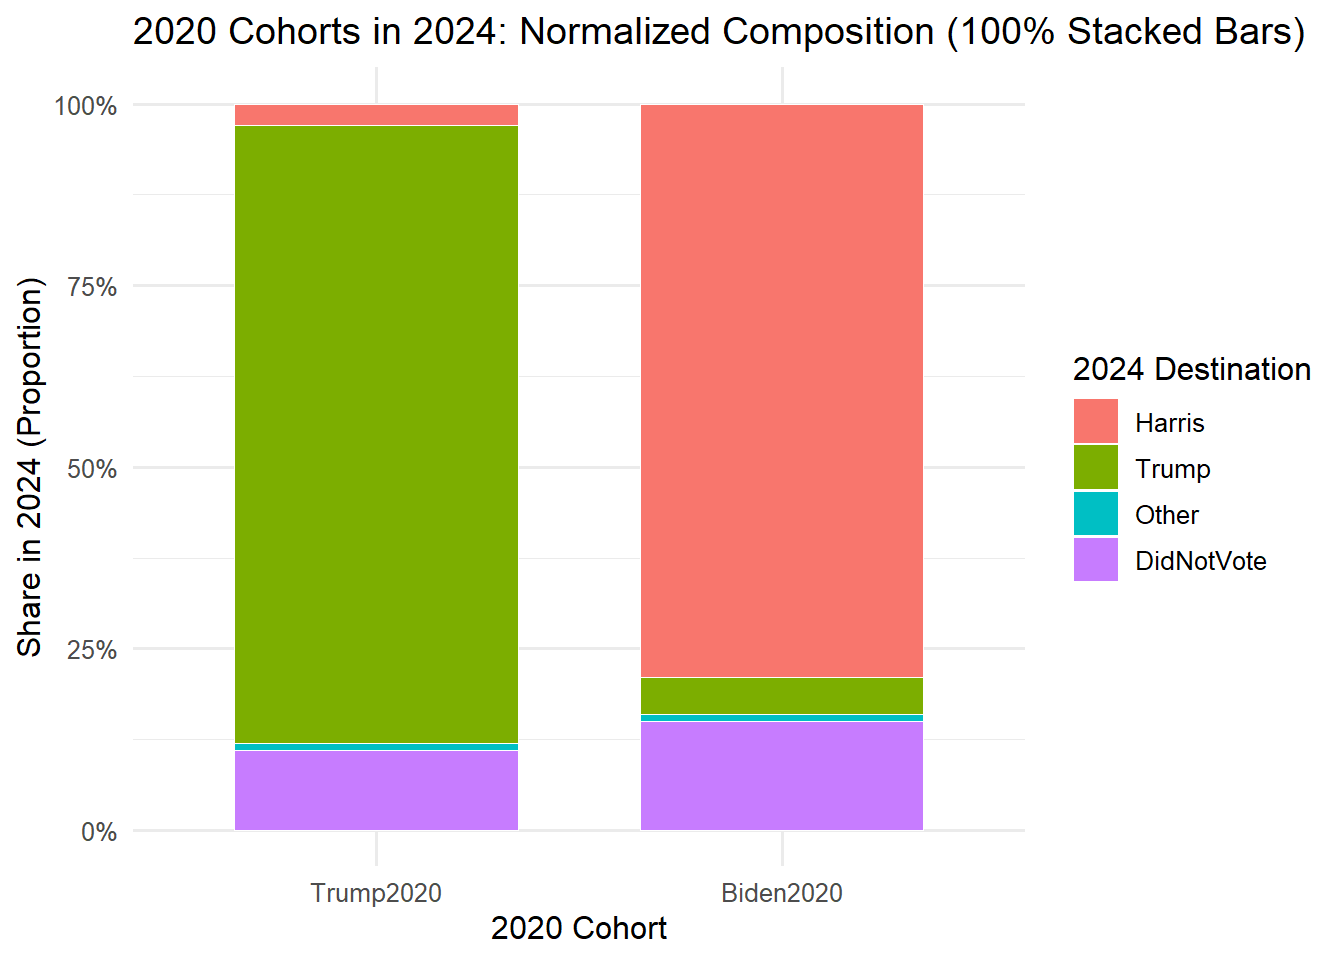 2020 Cohorts in 2024: Normalized Composition (100% Stacked Bars)
Share in 2024 (Proportion)
100%
75%
50%
25%
0%
Trump2020
Biden2020
2020 Cohort
2024 Destination
Harris
Trump
Other
DidNotVote